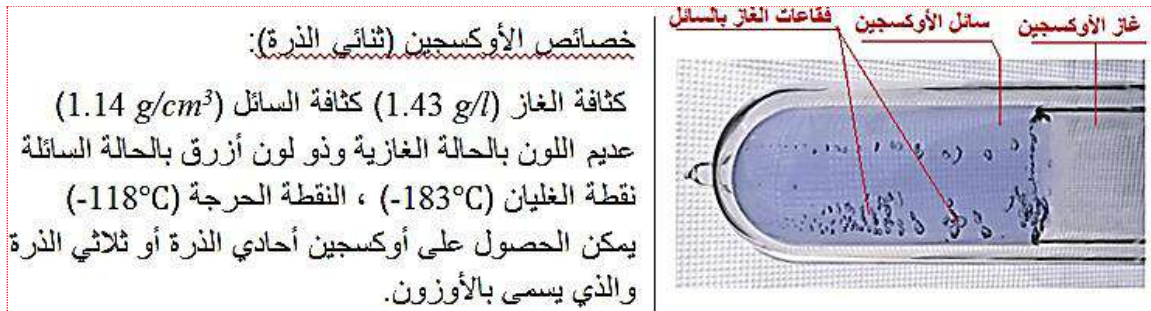 خصائص الأوكسجين (ثنائي الذرة):
كثافة الغاز (1.43 g/l) كثافة السائل (1.14 g/cm³)
عديم اللون بالحالة الغازية وذو لون أزرق بالحالة السائلة
نقطة الغليان (-183°C) ، النقطة الحرجة (-118°C)
يمكن الحصول على أوكسجين أحادي الذرة أو ثلاثي الذرة
والذي يسمى بالأوزون.
غاز الأوكسجين
سائل الأوكسجين
فقاعات الغاز بالسائل